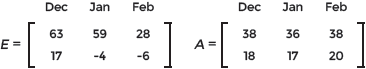 Dec Jan Feb Dec Jan Feb
63 59 28 38 36 38
E = A =
17 -4 -6 18 17 20